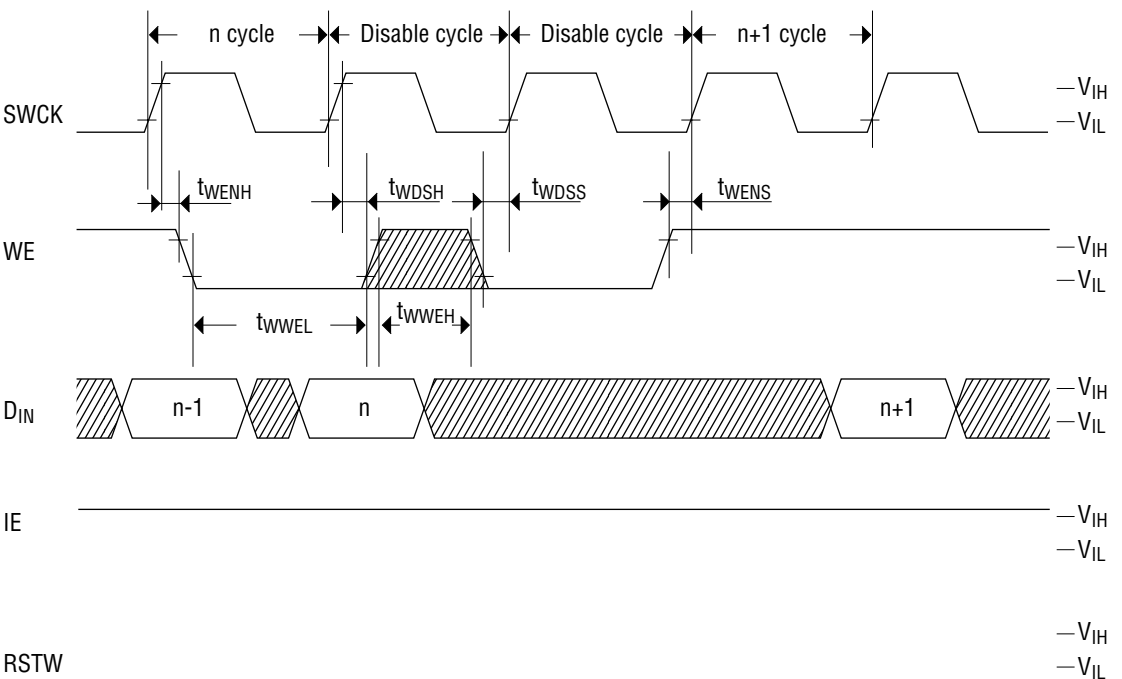 n cycle Disable cycle Disable cycle n+1 cycle
SWCK
VIH
VIL
tWENH tWDSH tWDSS tWENS
WE
VIH
VIL
tWWEL tWWEH
DIN n-1 n n+1
VIH
VIL
IE
VIH
VIL
RSTW
VIH
VIL